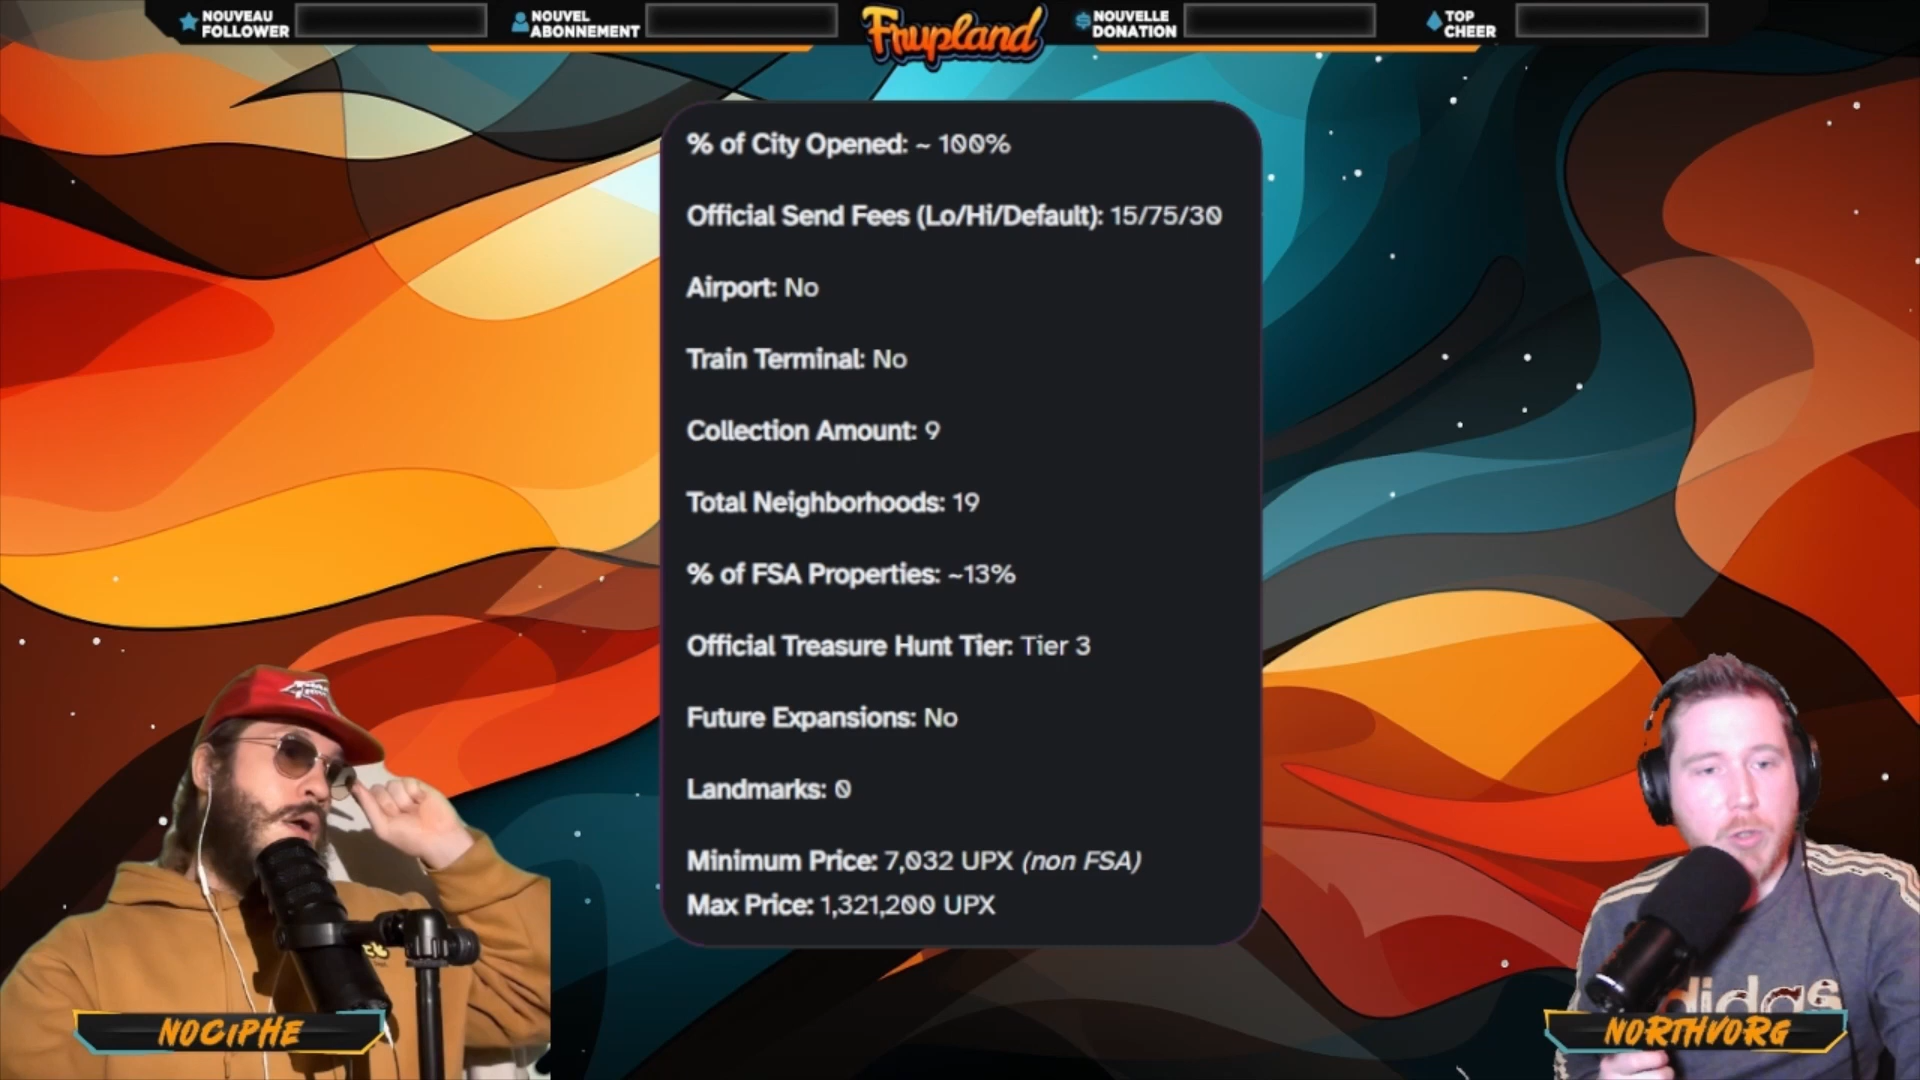 NOUVEAU
FOLLOWER
NOUVEL
ABONNEMENT
Frupland
NOUVELLE
DONATION
TOP
CHEER
% of City Opened: ~ 100%
Official Send Fees (Lo/Hi/Default): 15/75/30
Airport: No
Train Terminal: No
Collection Amount: 9
Total Neighborhoods: 19
% of FSA Properties: ~13%
Official Treasure Hunt Tier: Tier 3
Future Expansions: No
Landmarks: 0
Minimum Price: 7,032 UPX (non FSA)
Max Price: 1,321,200 UPX
adidas
NOCIPHE
NORTHVORG